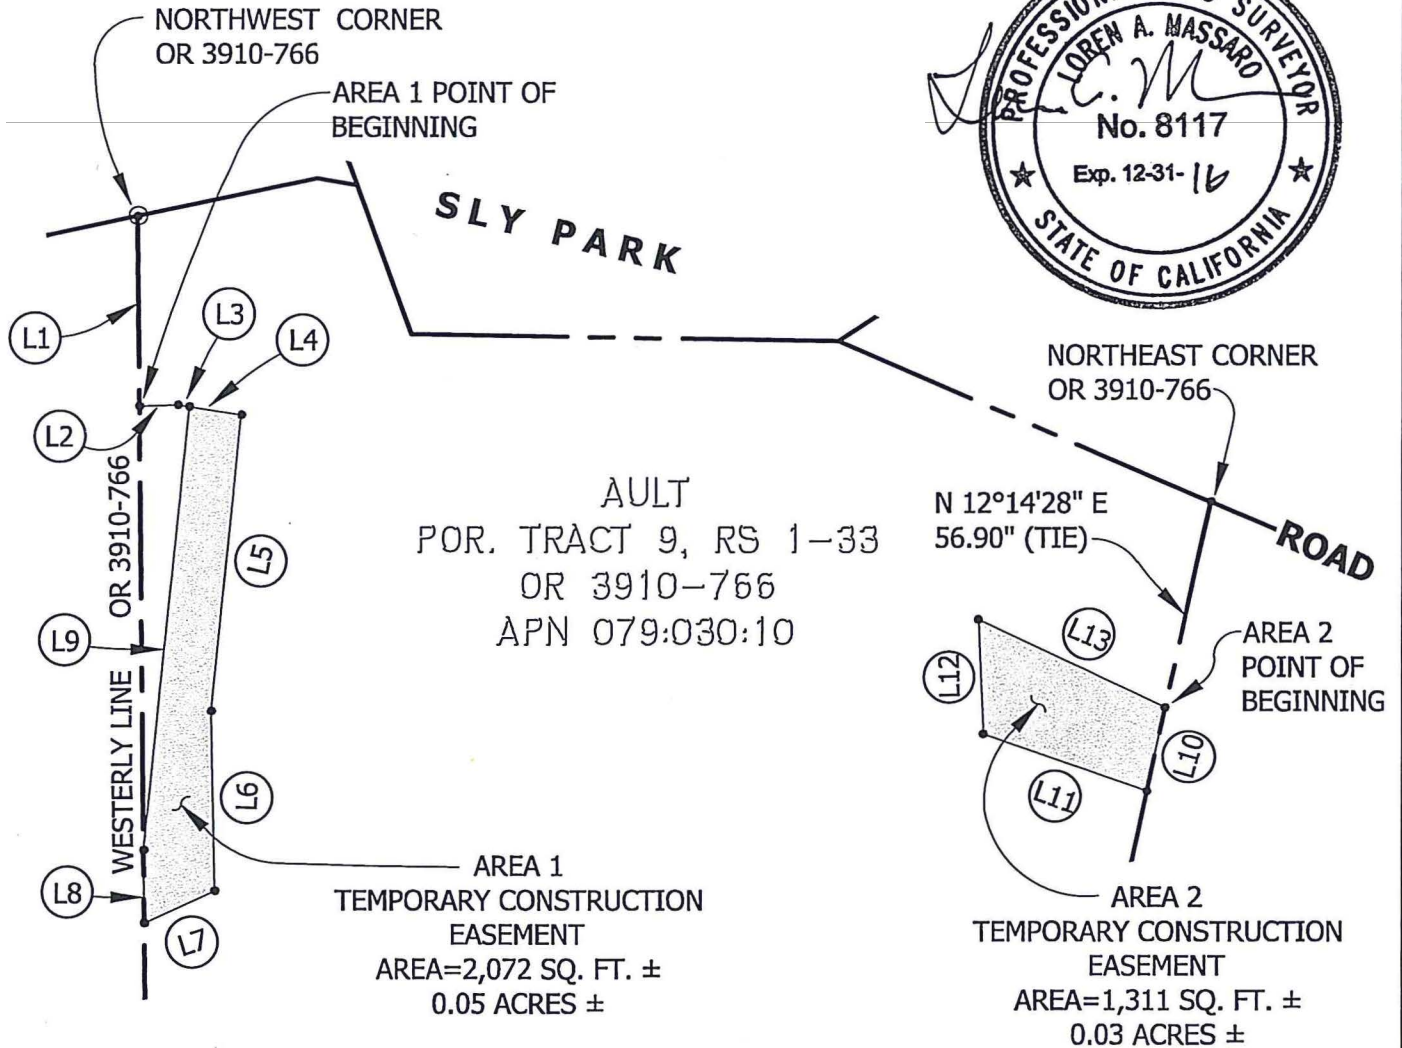 NORTHWEST CORNER
OR 3910-766
AREA 1 POINT OF
BEGINNING
SURVEYOR
LOREN A. MASSARO
No. 8117
Exp. 12-31-16
STATE OF CALIFORNIA
SLY PARK
L1
L3
L4
L2
NORTHEAST CORNER
OR 3910-766
AULT
POR. TRACT 9, RS 1-33
OR 3910-766
APN 079:030:10
N 12°14'28" E
56.90" (TIE)
ROAD
WESTERLY LINE OR 3910-766
L5
L9
L13
L12
AREA 2
POINT OF
BEGINNING
L10
L11
L6
L8
L7
AREA 1
TEMPORARY CONSTRUCTION
EASEMENT
AREA=2,072 SQ. FT. ±
0.05 ACRES ±
AREA 2
TEMPORARY CONSTRUCTION
EASEMENT
AREA=1,311 SQ. FT. ±
0.03 ACRES ±